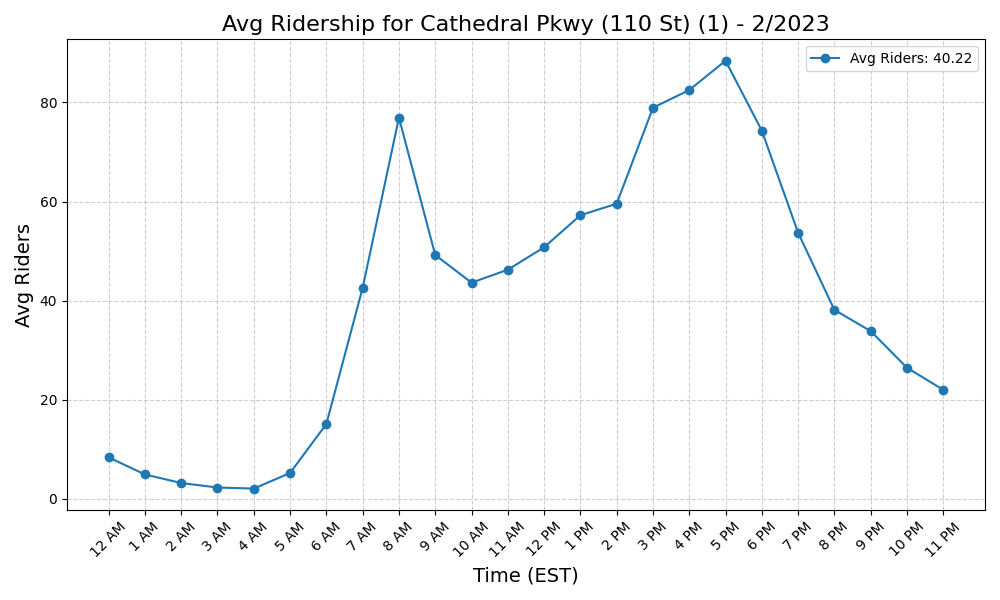 Avg Ridership for Cathedral Pkwy (110 St) (1) - 2/2023
Avg Riders: 40.22
Avg Riders
80
60
40
20
0
12 AM
1 AM
2 AM
3 AM
4 AM
5 AM
6 AM
7 AM
8 AM
9 AM
10 AM
11 AM
12 PM
1 PM
2 PM
3 PM
4 PM
5 PM
6 PM
7 PM
8 PM
9 PM
10 PM
11 PM
Time (EST)